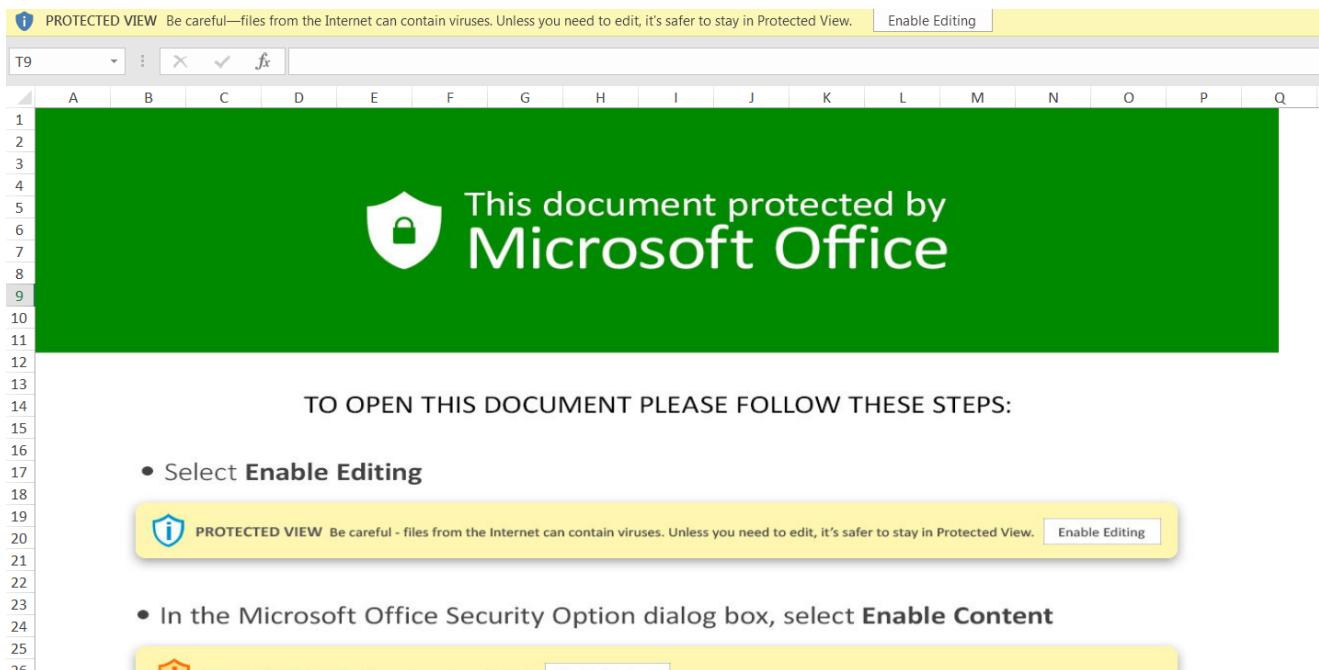 PROTECTED VIEW Be careful—files from the Internet can contain viruses. Unless you need to edit, it's safer to stay in Protected View. Enable Editing
T9 fx
A B C D E F G H I J K L M N O P Q
1
2
3
4
5 This document protected by
6
7 Microsoft Office
8
9
10
11
12
13
14 TO OPEN THIS DOCUMENT PLEASE FOLLOW THESE STEPS:
15
16
17 • Select Enable Editing
18
19
20 PROTECTED VIEW Be careful - files from the Internet can contain viruses. Unless you need to edit, it's safer to stay in Protected View. Enable Editing
21
22
23
24 • In the Microsoft Office Security Option dialog box, select Enable Content
25
26